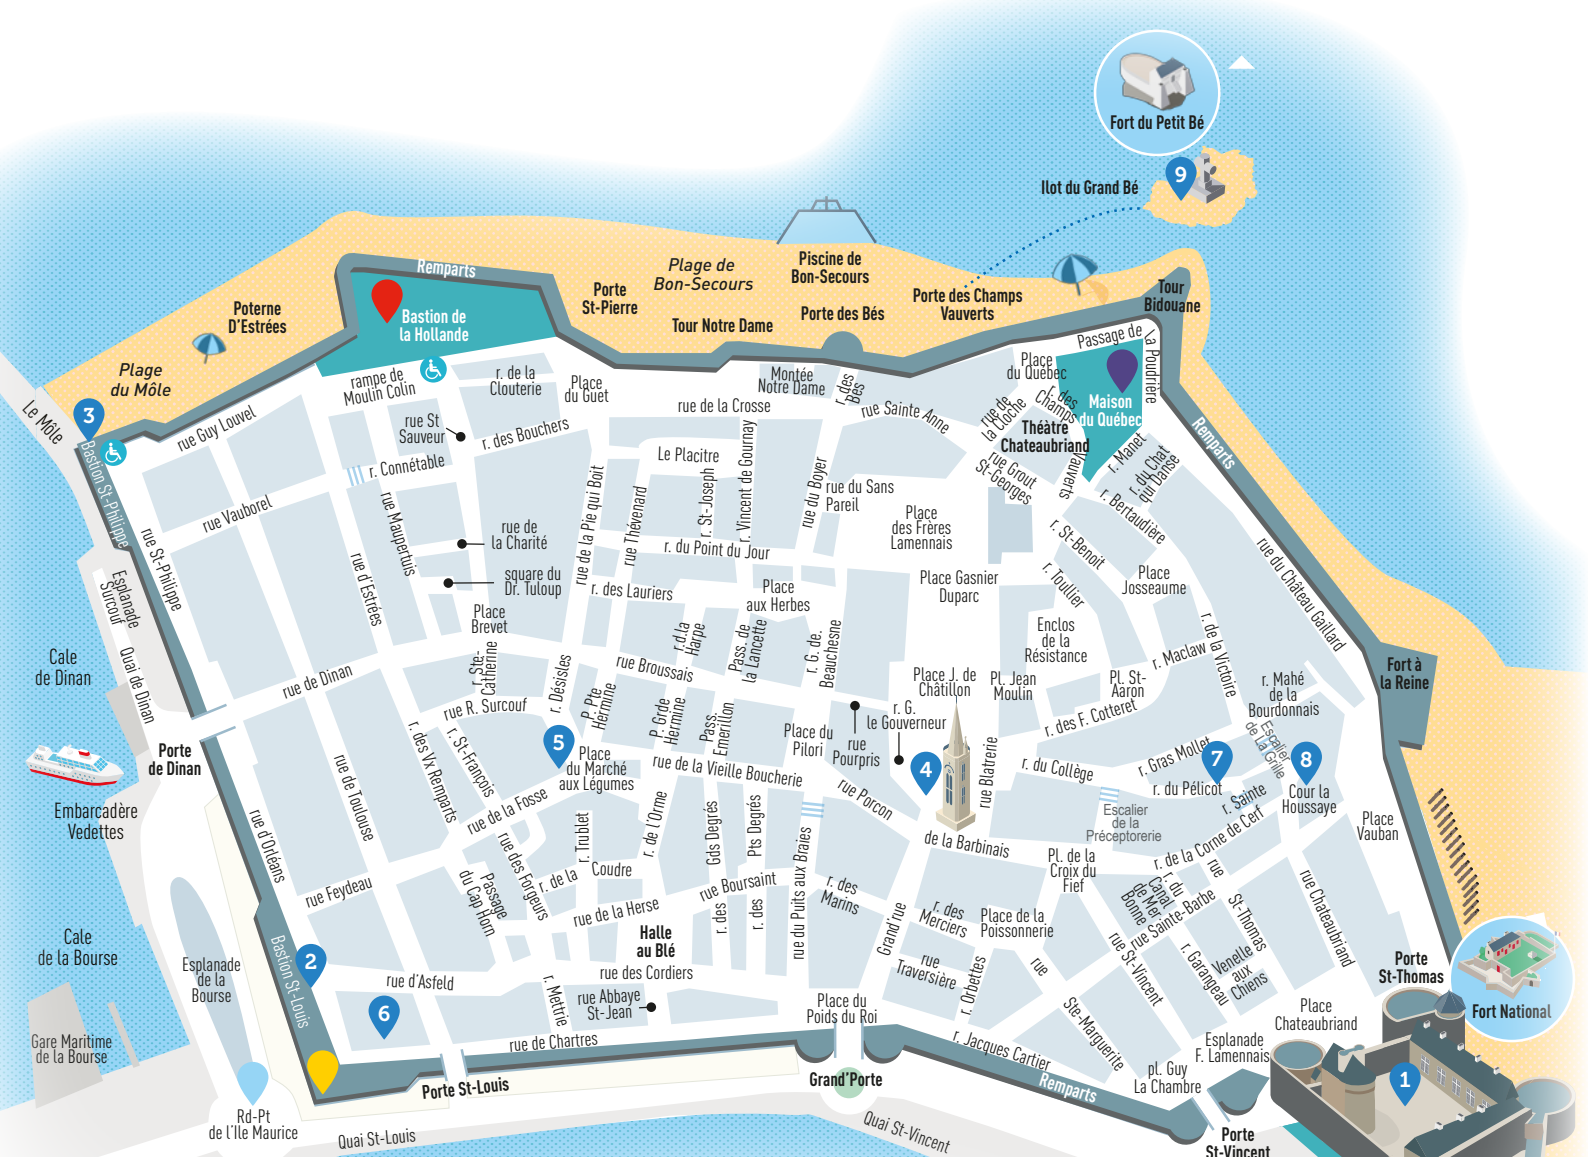 Fort du Petit Bé
9
Ilot du Grand Bé
Remparts
Plage de
Bon-Secours
Piscine de
Bon-Secours
Porte
St-Pierre
Porte des Champs
Vauverts
Tour
Bidouane
Poterne
D'Estrées
Bastion de
la Hollande
Tour Notre Dame
Porte des Bés
Passage de
La Poudrière
Plage
du Môle
Le Môle
3
rampe de
Moulin Colin
r. de la
Clouterie
Place
du Guet
Montée
Notre Dame
r. des
Bés
Place
du Québec
r. des
Champs
Vauverts
Maison
du Québec
rue Guy Louvel
rue St
Sauveur
r. des Bouchers
rue de la Crosse
rue Sainte Anne
rue de
la Cloche
Théâtre
Chateaubriand
Remparts
Bastion St-Philippe
r. Connétable
Le Placitre
rue Grout
St-Georges
r. Manet
r. du Chat
qui Danse
rue Vauborel
rue Maupertuis
rue de la Pie qui Boit
rue Thévenard
r. St-Joseph
r. Vincent de Gournay
rue du Boyer
rue du Sans
Pareil
Place
des Frères
Lamennais
r. Bertaudière
rue St-Philippe
rue de
la Charité
r. du Point du Jour
r. St-Benoit
rue du Château Gaillard
Esplanade
Surcouf
rue d'Estrées
square du
Dr. Tuloup
r. des Lauriers
Place
aux Herbes
Place Gasnier
Duparc
r. Toullier
Place
Josseaume
Place
Brevet
r.d.la
Harpe
Pass. de
la Lancette
r. G. de.
Beauchesne
Enclos
de la
Résistance
r. de la Victoire
Cale
de Dinan
Quai de Dinan
rue de Dinan
r. Ste-
Catherine
r. Désisles
rue Broussais
r. Maclaw
Fort à
la Reine
rue R. Surcouf
P. Pte
Hermine
P. Grde
Hermine
Pass.
Emerillon
Place J. de
Châtillon
Pl. Jean
Moulin
Pl. St-
Aaron
r. Mahé
de la
Bourdonnais
r. G.
le Gouverneur
r. des F. Cotteret
Escalier
de La Grille
Porte
de Dinan
r. des Vx Remparts
r. St-François
5
Place
du Marché
aux Légumes
Place du
Pilori
rue
Pourpris
4
rue Blatrerie
r. du Collège
r. Gras Mollet
7
8
r. du Pélicot
Cour la
Houssaye
rue de la Vieille Boucherie
rue Porcon
de la Barbinais
Embarcadère
Vedettes
rue de Toulouse
rue d'Orléans
rue de la Fosse
r. Trublet
r. de l'Orme
Gds Degrés
r. des
Pts Degrés
r. des
Escalier
de la
Préceptorerie
r. Sainte
Place
Vauban
r. de la Corne de Cerf
rue Feydeau
Passage
du Cap Horn
rue des Forgeurs
r. de la
Coudre
rue Boursaint
rue du Puits aux Braies
r. des
Marins
Pl. de la
Croix du
Fief
r. du
Canal
de Mer
Bonne
rue Sainte-Barbe
rue
St-Thomas
rue Chateaubriand
rue de la Herse
Halle
au Blé
Grand'rue
r. des
Merciers
Place de la
Poissonnerie
Cale
de la Bourse
Bastion St-Louis
2
Esplanade
de la
Bourse
rue d'Asfeld
rue des Cordiers
rue
Traversière
r. Orbettes
rue
Ste-Marguerite
rue St-Vincent
r. Garangeau
Venelle
aux
Chiens
Porte
St-Thomas
Fort National
6
r. Mettrie
rue Abbaye
St-Jean
Place du
Poids du Roi
Place
Chateaubriand
Gare Maritime
de la Bourse
rue de Chartres
r. Jacques Cartier
Esplanade
F. Lamennais
pl. Guy
La Chambre
Porte St-Louis
Grand'Porte
Remparts
1
Rd-Pt
de l'Ile Maurice
Quai St-Louis
Quai St-Vincent
Porte
St-Vincent